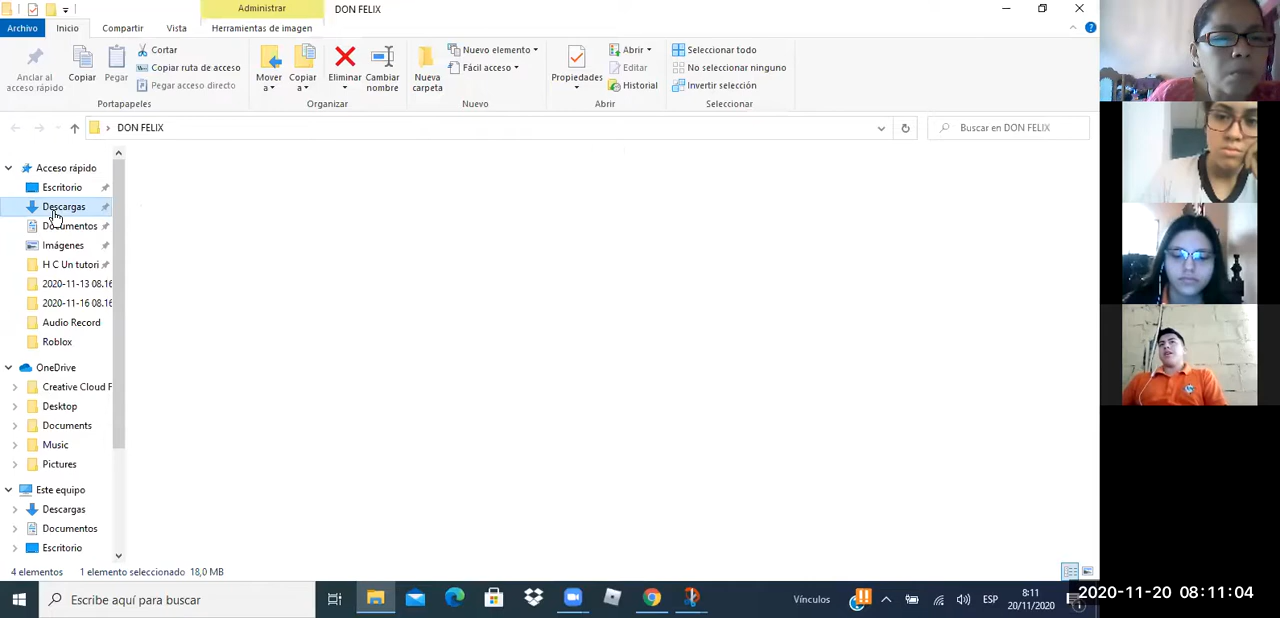 Administrar
DON FELIX
Archivo
Inicio
Compartir
Vista
Herramientas de imagen
Anclar al acceso rápido
Copiar
Pegar
Cortar
Copiar ruta de acceso
Pegar acceso directo
Portapapeles
Mover a
Copiar a
Eliminar
Cambiar nombre
Organizar
Nueva carpeta
Nuevo elemento
Fácil acceso
Nuevo
Propiedades
Abrir
Editar
Historial
Abrir
Seleccionar todo
No seleccionar ninguno
Invertir selección
Seleccionar
DON FELIX
Buscar en DON FELIX
Acceso rápido
Escritorio
Descargas
Documentos
Imágenes
H C Un tutori
2020-11-13 08.16
2020-11-16 08.16
Audio Record
Roblox
OneDrive
Creative Cloud F
Desktop
Documents
Music
Pictures
Este equipo
Descargas
Documentos
Escritorio
4 elementos 1 elemento seleccionado 18,0 MB
Escribe aquí para buscar
Vínculos
ESP
8:11
20/11/2020
2020-11-20 08:11:04